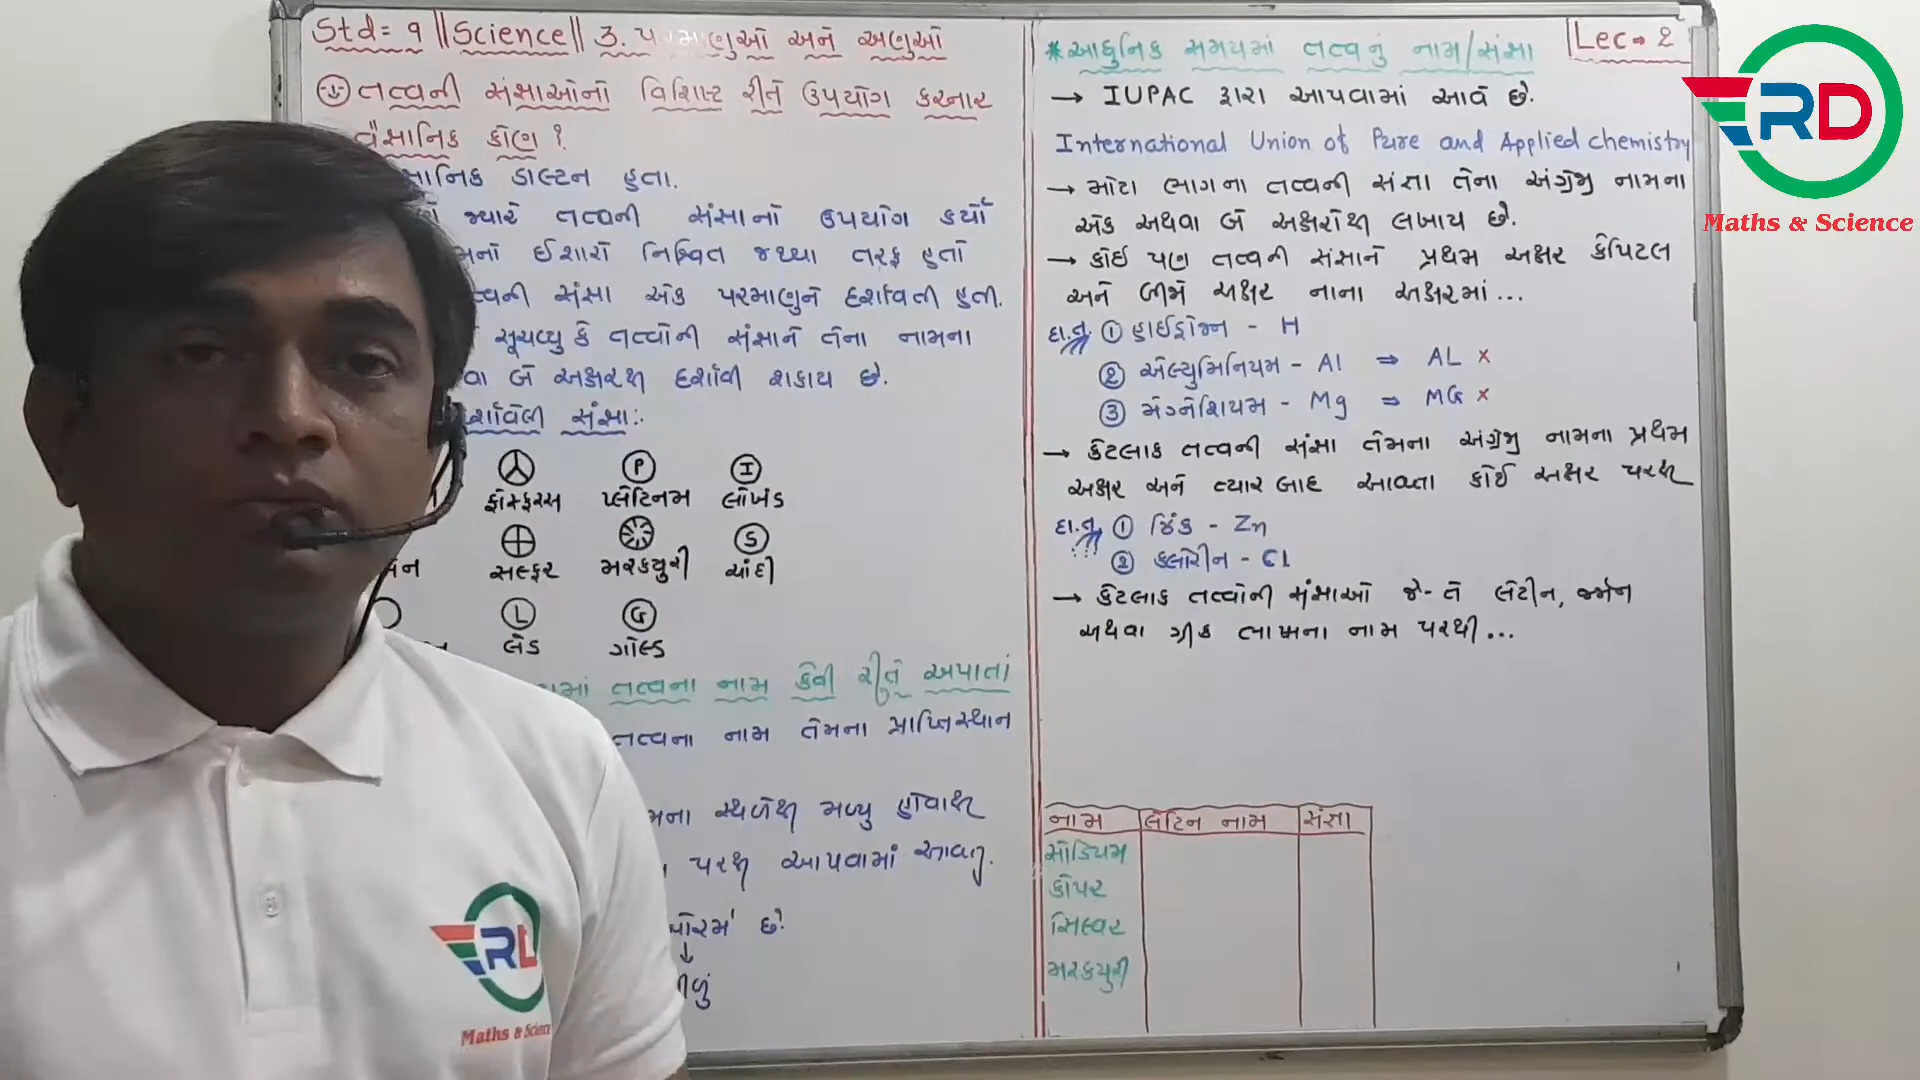 Std = 9 || Science || 3. પરમાણુઓ અને અણુઓ
તત્વની સંજ્ઞાઓનો વિશિષ્ટ રીતે ઉપયોગ કરનાર
વૈજ્ઞાનિક કોણ ?
ડાલ્ટન હતા.
જ્યારે તત્વની સંજ્ઞાનો ઉપયોગ કર્યો
ઈશારો નિશ્ચિત જથ્થા તરફ હતો
સંજ્ઞા એક પરમાણુને દર્શાવતી હતી.
સૂચવ્યુ કે તત્વોની સંજ્ઞાને તેના નામના
બે અક્ષરથી દર્શાવી શકાય છે.
સંજ્ઞા:
P I
ફોસ્ફરસ પ્લેટિનમ લોખંડ
S
સલ્ફર મરક્યુરી ચાંદી
L G
લેડ ગોલ્ડ
તત્વના નામ કેવી રીતે અપાતાં
તત્વના નામ તેમના પ્રાપ્તિસ્થાન
સ્થળેથી મળ્યુ હોવાથી
પરથી આપવામાં આવતુ.
છે
↓
Lec → 2
* આધુનિક સમયમાં તત્વનું નામ/સંજ્ઞા
→ IUPAC દ્વારા આપવામાં આવે છે.
International Union of Pure and Applied chemistry
→ મોટા ભાગના તત્વની સંજ્ઞા તેના અંગ્રેજી નામના
એક અથવા બે અક્ષરોથી લખાય છે.
→ કોઈ પણ તત્વની સંજ્ઞાને પ્રથમ અક્ષર કેપિટલ
અને બીજો અક્ષર નાના અક્ષરમાં...
દા.ત. ① હાઈડ્રોજન - H
② એલ્યુમિનિયમ - Al ⇒ AL ×
③ મેગ્નેશિયમ - Mg ⇒ MG ×
→ કેટલાક તત્વની સંજ્ઞા તેમના અંગ્રેજી નામના પ્રથમ
અક્ષર અને ત્યાર બાદ આવતા કોઈ અક્ષર પરથી
દા.ત. ① ઝિંક - Zn
② ક્લોરીન - Cl
→ કેટલાક તત્વોની સંજ્ઞાઓ જે-તે લેટીન, જર્મન
અથવા ગ્રીક ભાષાના નામ પરથી...
નામ લેટિન નામ સંજ્ઞા
સોડિયમ
કોપર
સિલ્વર
મરક્યુરી
RD
Maths & Science
RD
Maths & Science